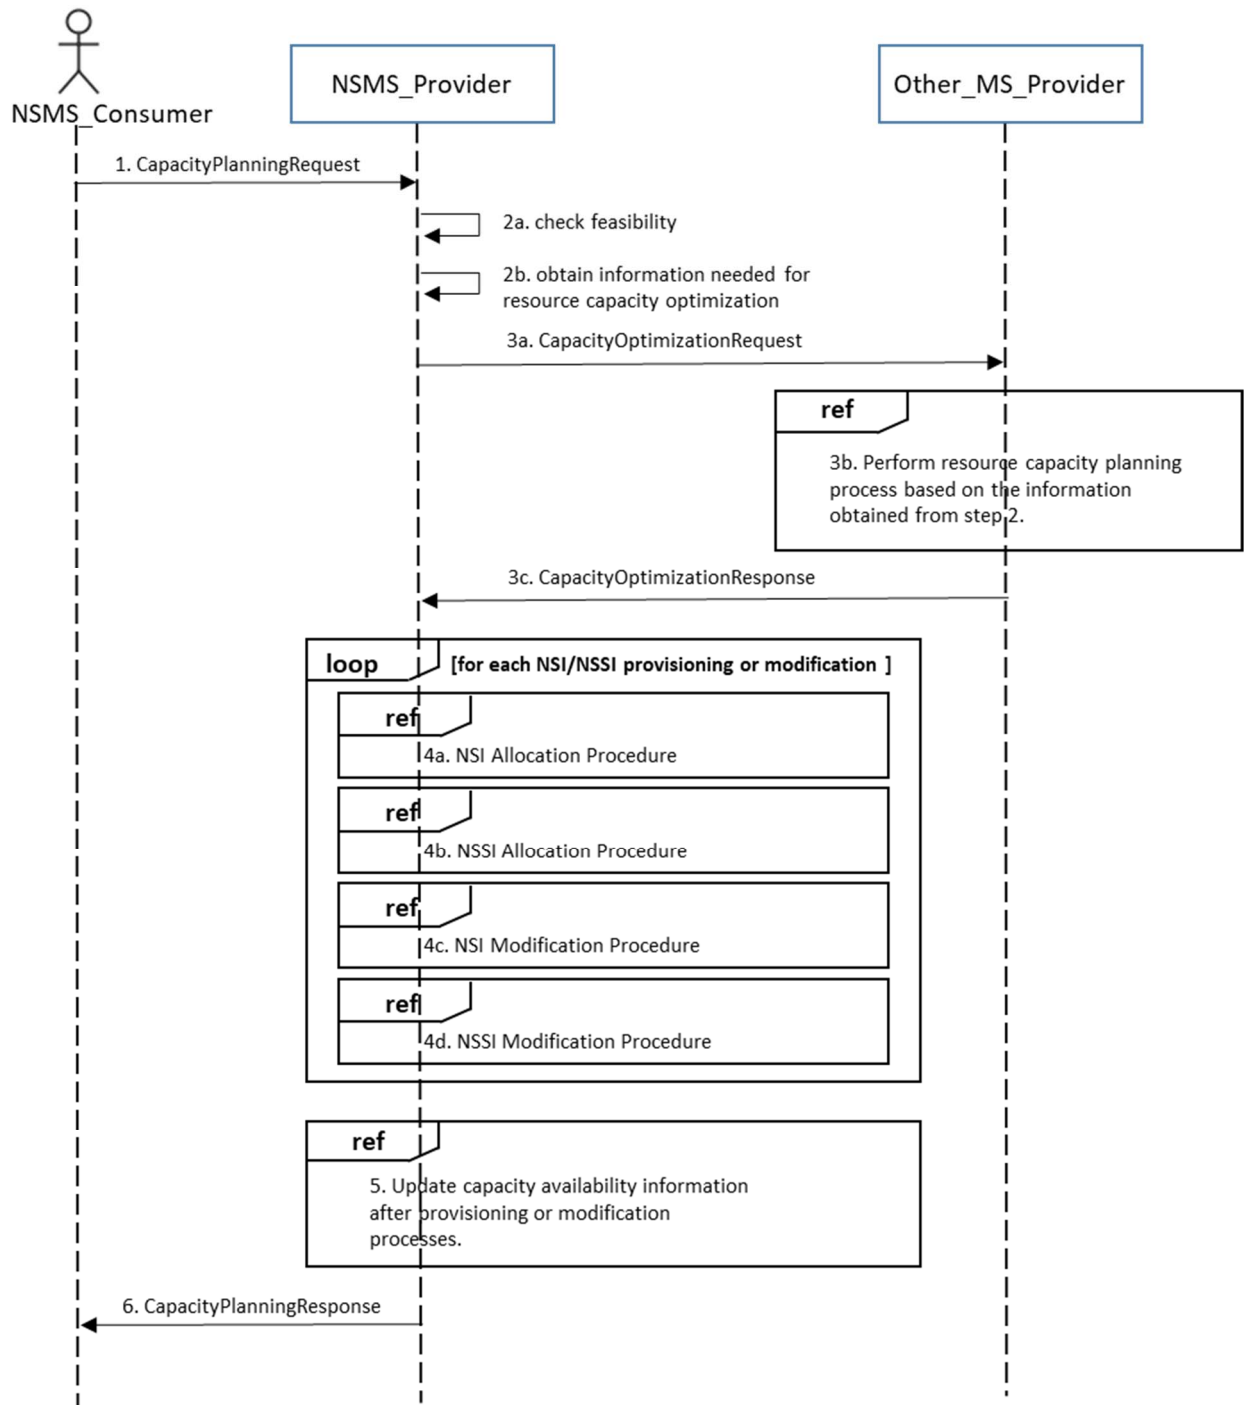 NSMS_Consumer
NSMS_Provider
Other_MS_Provider
1. CapacityPlanningRequest
2a. check feasibility
2b. obtain information needed for
resource capacity optimization
3a. CapacityOptimizationRequest
ref
3b. Perform resource capacity planning
process based on the information
obtained from step 2.
3c. CapacityOptimizationResponse
loop
[for each NSI/NSSI provisioning or modification ]
ref
4a. NSI Allocation Procedure
ref
4b. NSSI Allocation Procedure
ref
4c. NSI Modification Procedure
ref
4d. NSSI Modification Procedure
ref
5. Update capacity availability information
after provisioning or modification
processes.
6. CapacityPlanningResponse